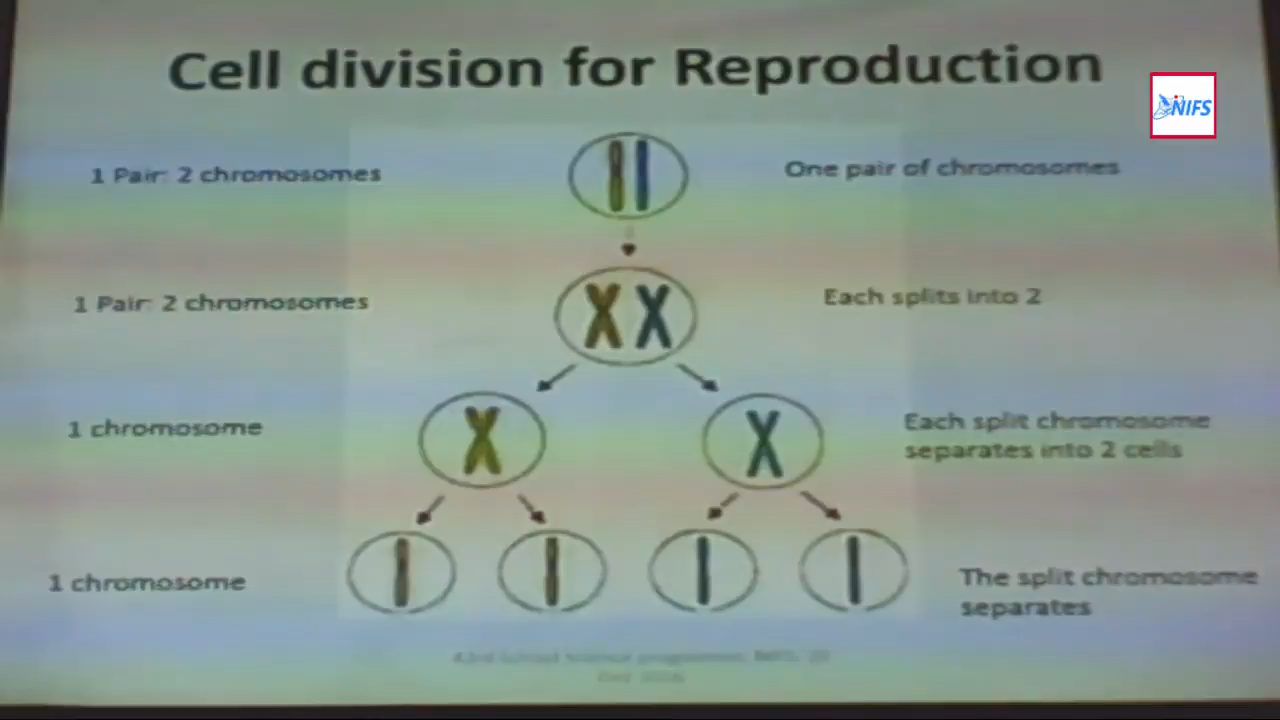 Cell division for Reproduction
NIFS
1 Pair: 2 chromosomes
One pair of chromosomes
1 Pair: 2 chromosomes
Each splits into 2
1 chromosome
Each split chromosome
separates into 2 cells
1 chromosome
The split chromosome
separates